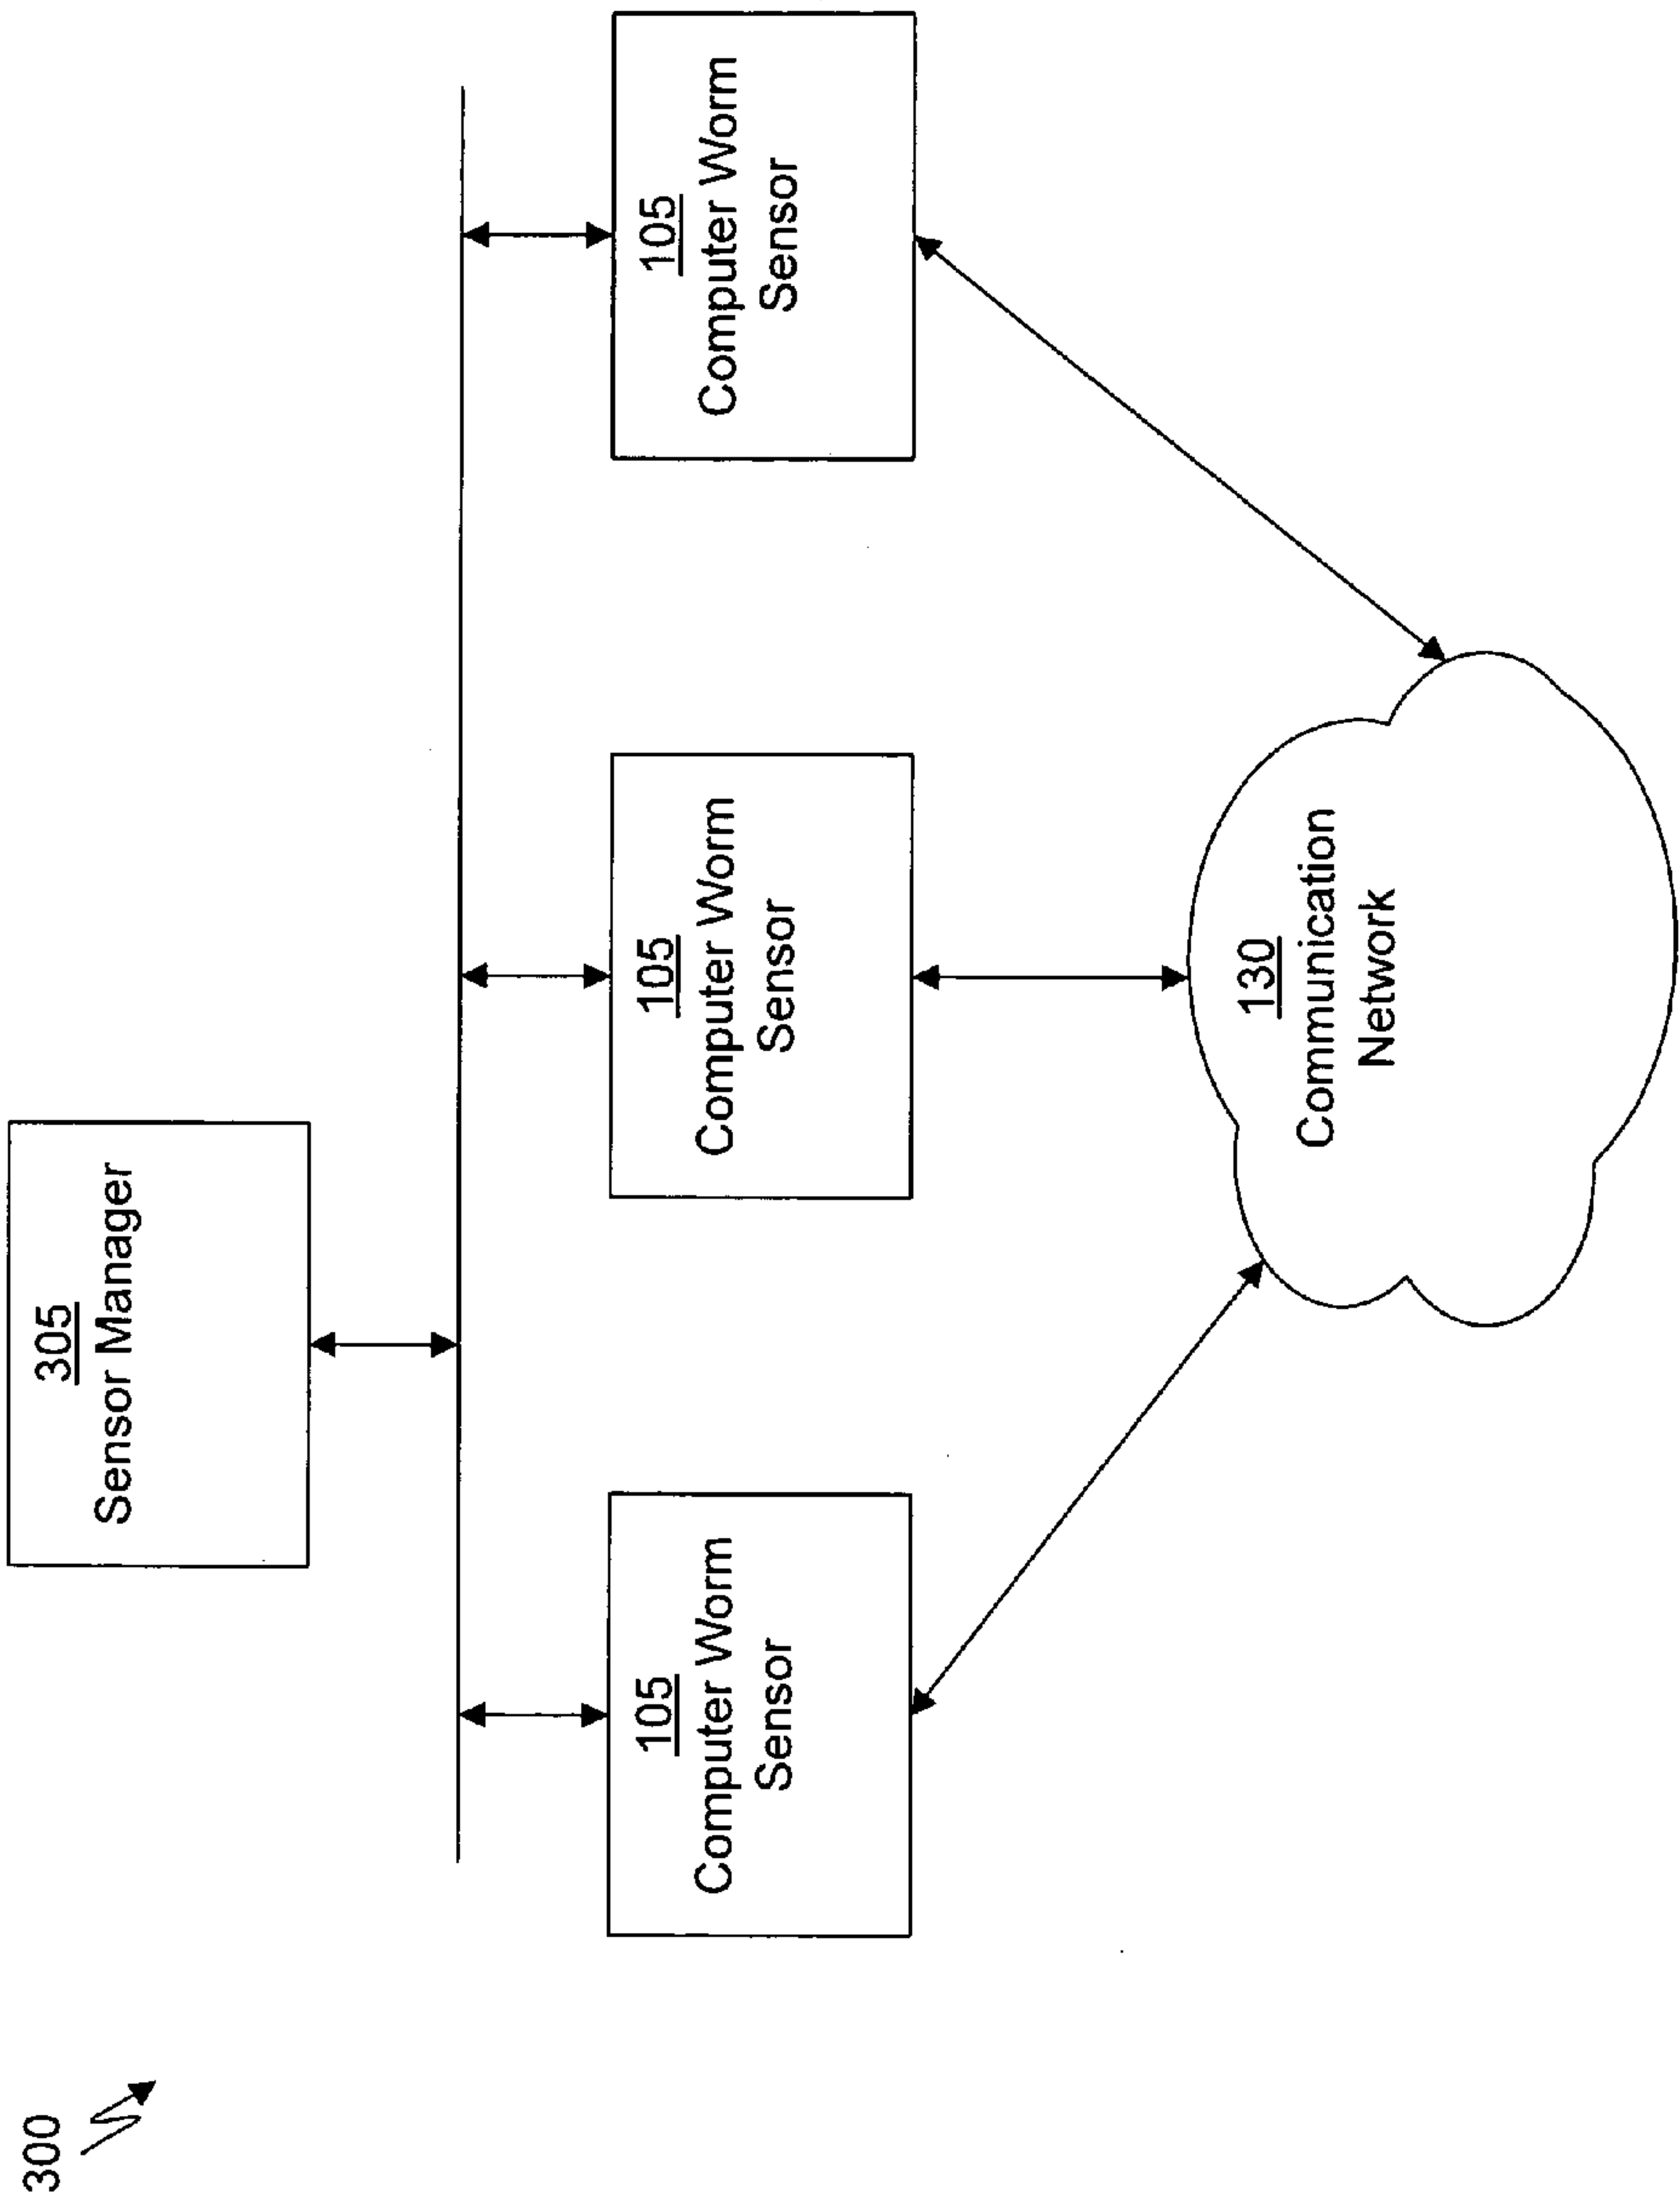 300
305
Sensor Manager
105
Computer Worm
Sensor
105
Computer Worm
Sensor
105
Computer Worm
Sensor
130
Communication
Network